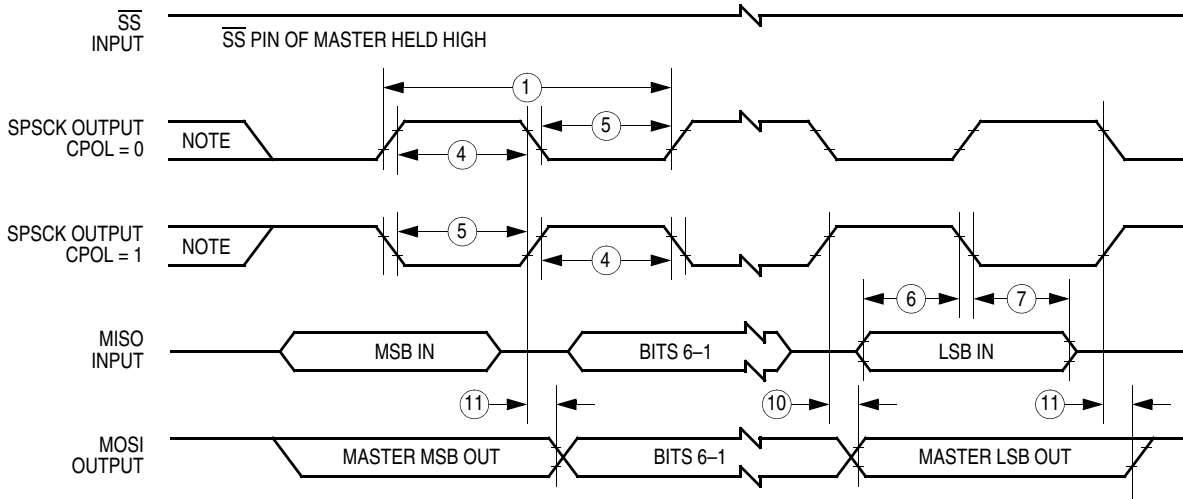 SS
INPUT
SS PIN OF MASTER HELD HIGH
1
SPSCK OUTPUT
CPOL = 0
NOTE
5
4
SPSCK OUTPUT
CPOL = 1
NOTE
5
4
6
7
MISO
INPUT
MSB IN
BITS 6–1
LSB IN
11
10
11
MOSI
OUTPUT
MASTER MSB OUT
BITS 6–1
MASTER LSB OUT